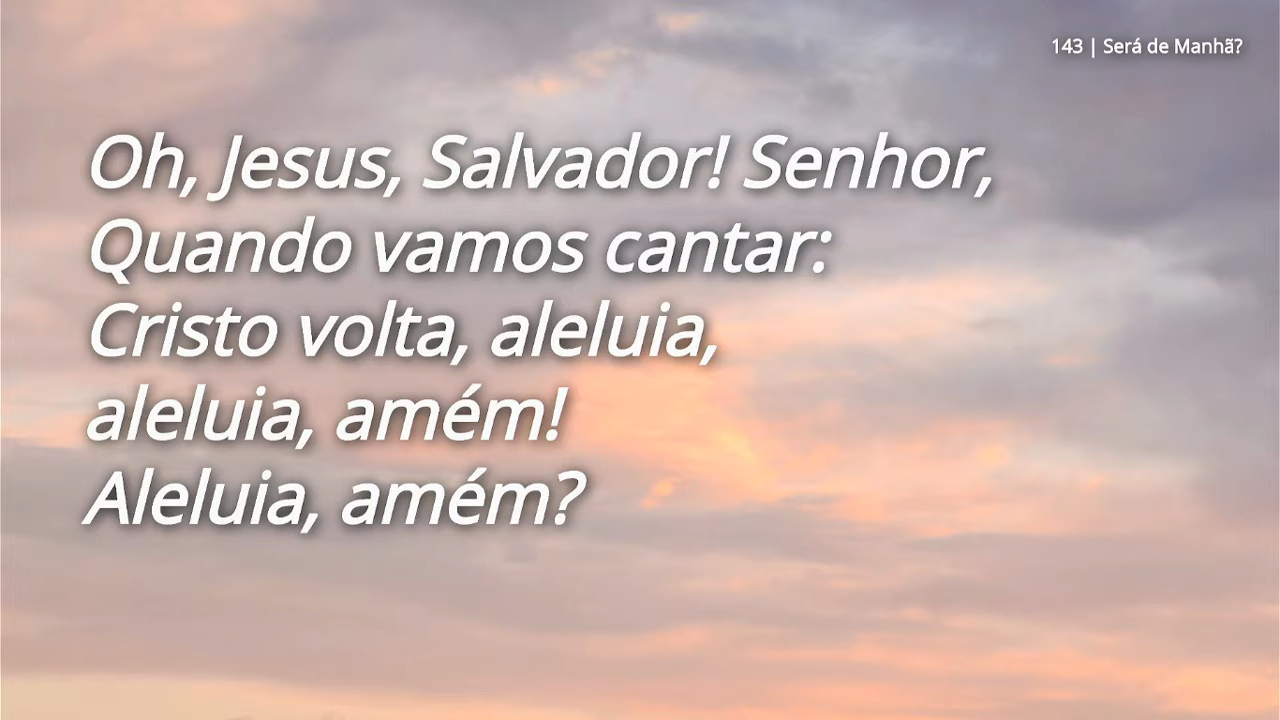 143 | Será de Manhã?
Oh, Jesus, Salvador! Senhor,
Quando vamos cantar:
Cristo volta, aleluia,
aleluia, amém!
Aleluia, amém?